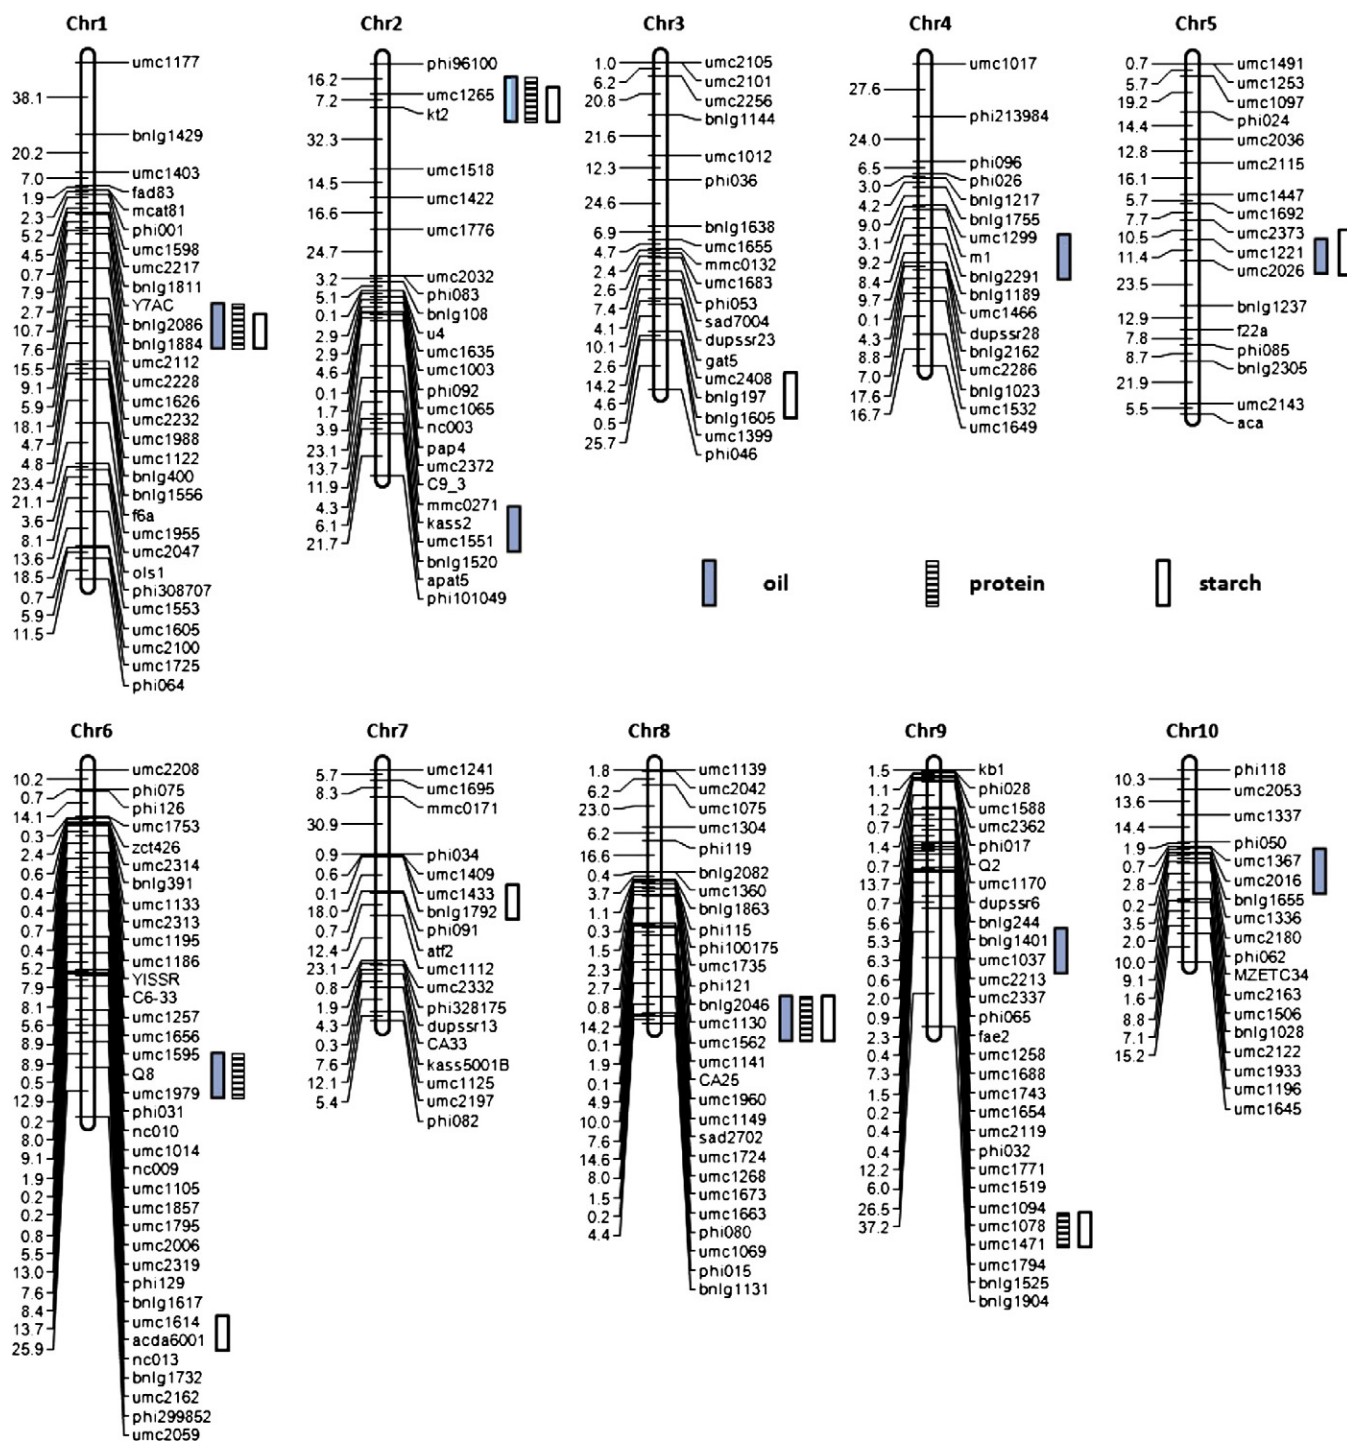 Chr1
umc1177
38.1
bnlg1429
20.2
umc1403
7.0
fad83
1.9
mcat81
2.3
phi001
5.2
umc1598
4.5
umc2217
0.7
bnlg1811
7.9
Y7AC
2.7
bnlg2086
10.7
bnlg1884
7.6
umc2112
15.5
umc2228
9.1
umc1626
5.9
umc2232
18.1
umc1988
4.7
umc1122
4.8
bnlg400
23.4
bnlg1556
21.1
f6a
3.6
umc1955
8.1
umc2047
13.6
ols1
18.5
phi308707
0.7
umc1553
5.9
umc1605
11.5
umc2100
umc1725
phi064
Chr2
phi96100
16.2
umc1265
7.2
kt2
32.3
umc1518
14.5
umc1422
16.6
umc1776
24.7
umc2032
3.2
phi083
5.1
bnlg108
0.1
u4
2.9
umc1635
2.9
umc1003
4.6
phi092
0.1
umc1065
1.7
nc003
3.9
pap4
23.1
umc2372
13.7
C9_3
11.9
mmc0271
4.3
kass2
6.1
umc1551
21.7
bnlg1520
apat5
phi101049
Chr3
1.0
umc2105
6.2
umc2101
20.8
umc2256
bnlg1144
21.6
umc1012
12.3
phi036
24.6
bnlg1638
6.9
umc1655
4.7
mmc0132
2.4
umc1683
2.6
phi053
7.4
sad7004
4.1
dupssr23
10.1
gat5
2.6
umc2408
14.2
bnlg197
4.6
bnlg1605
0.5
umc1399
25.7
phi046
Chr4
umc1017
27.6
phi213984
24.0
phi096
6.5
phi026
3.0
bnlg1217
4.2
bnlg1755
9.0
umc1299
3.1
m1
9.2
bnlg2291
8.4
bnlg1189
9.7
umc1466
0.1
dupssr28
4.3
bnlg2162
8.8
umc2286
7.0
bnlg1023
17.6
umc1532
16.7
umc1649
Chr5
0.7
umc1491
5.7
umc1253
19.2
umc1097
phi024
14.4
umc2036
12.8
umc2115
16.1
umc1447
5.7
umc1692
7.7
umc2373
10.5
umc1221
11.4
umc2026
23.5
bnlg1237
12.9
f22a
7.8
phi085
8.7
bnlg2305
21.9
umc2143
5.5
aca
oil
protein
starch
Chr6
umc2208
10.2
phi075
0.7
phi126
14.1
umc1753
0.3
zct426
2.4
umc2314
0.6
bnlg391
0.4
umc1133
0.4
umc2313
0.7
umc1195
0.4
umc1186
5.2
YISSR
7.9
C6-33
8.1
umc1257
5.6
umc1656
8.9
umc1595
8.9
Q8
0.5
umc1979
12.9
phi031
0.2
nc010
8.0
umc1014
9.1
nc009
1.9
umc1105
0.2
umc1857
0.2
umc1795
0.8
umc2006
5.5
umc2319
13.0
phi129
7.6
bnlg1617
8.4
umc1614
13.7
acda6001
25.9
nc013
bnlg1732
umc2162
phi299852
umc2059
Chr7
umc1241
5.7
umc1695
8.3
mmc0171
30.9
phi034
0.9
umc1409
0.6
umc1433
0.1
bnlg1792
18.0
phi091
0.7
atf2
12.4
umc1112
23.1
umc2332
0.8
phi328175
1.9
dupssr13
4.3
CA33
0.3
kass5001B
7.6
umc1125
12.1
umc2197
5.4
phi082
Chr8
1.8
umc1139
6.2
umc2042
23.0
umc1075
umc1304
6.2
phi119
16.6
bnlg2082
0.4
umc1360
3.7
bnlg1863
1.1
phi115
0.3
phi100175
1.5
umc1735
2.3
phi121
2.7
bnlg2046
0.8
umc1130
14.2
umc1562
0.1
umc1141
1.9
CA25
0.1
umc1960
4.9
umc1149
10.0
sad2702
7.6
umc1724
14.6
umc1268
8.0
umc1673
1.5
umc1663
0.2
phi080
4.4
umc1069
phi015
bnlg1131
Chr9
1.5
kb1
1.1
phi028
1.2
umc1588
0.7
umc2362
1.4
phi017
0.7
Q2
13.7
umc1170
0.7
dupssr6
5.6
bnlg244
5.3
bnlg1401
6.3
umc1037
0.6
umc2213
2.0
umc2337
0.9
phi065
2.3
fae2
0.4
umc1258
7.3
umc1688
1.5
umc1743
0.2
umc1654
0.4
umc2119
0.4
phi032
12.2
umc1771
6.0
umc1519
26.5
umc1094
37.2
umc1078
umc1471
umc1794
bnlg1525
bnlg1904
Chr10
phi118
10.3
umc2053
13.6
umc1337
14.4
phi050
1.9
umc1367
0.7
umc2016
2.8
bnlg1655
0.2
umc1336
3.5
umc2180
2.0
phi062
10.0
MZETC34
9.1
umc2163
1.6
umc1506
8.8
bnlg1028
7.1
umc2122
15.2
umc1933
umc1196
umc1645